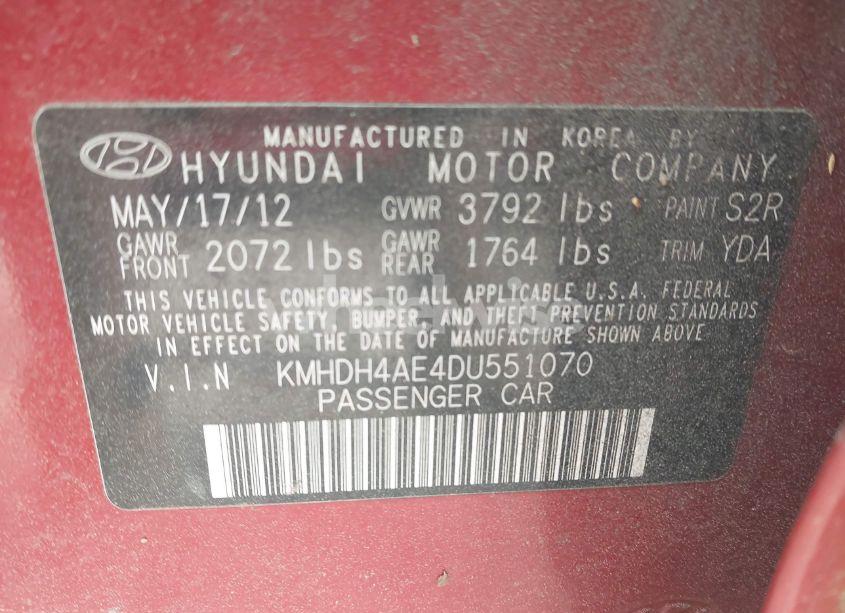 MANUFACTURED IN KOREA BY
HYUNDAI MOTOR COMPANY
MAY/17/12 GVWR 3792 lbs PAINT S2R
GAWR FRONT 2072 lbs GAWR REAR 1764 lbs TRIM YDA
THIS VEHICLE CONFORMS TO ALL APPLICABLE U.S.A. FEDERAL
MOTOR VEHICLE SAFETY, BUMPER, AND THEFT PREVENTION STANDARDS
IN EFFECT ON THE DATE OF MANUFACTURE SHOWN ABOVE
V.I.N KMHDH4AE4DU551070
PASSENGER CAR